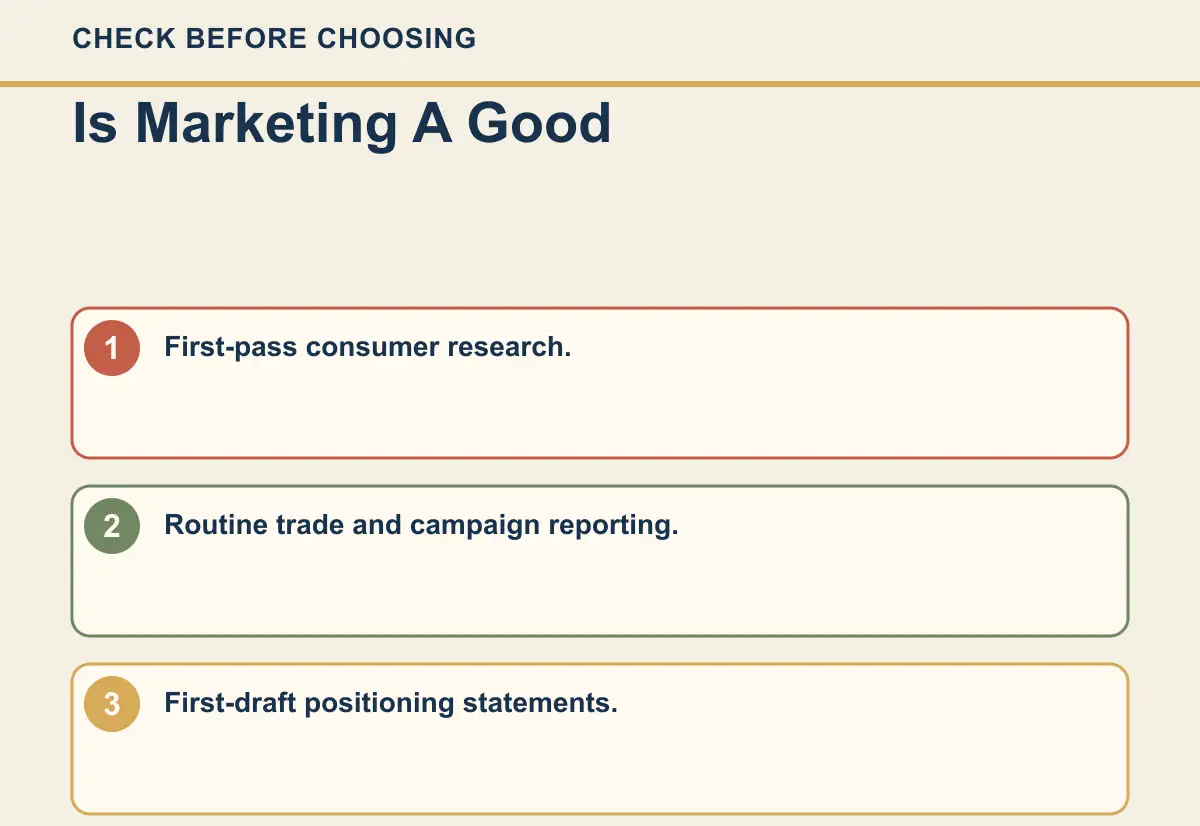 CHECK BEFORE CHOOSING
Is Marketing A Good
1 First-pass consumer research.
2 Routine trade and campaign reporting.
3 First-draft positioning statements.